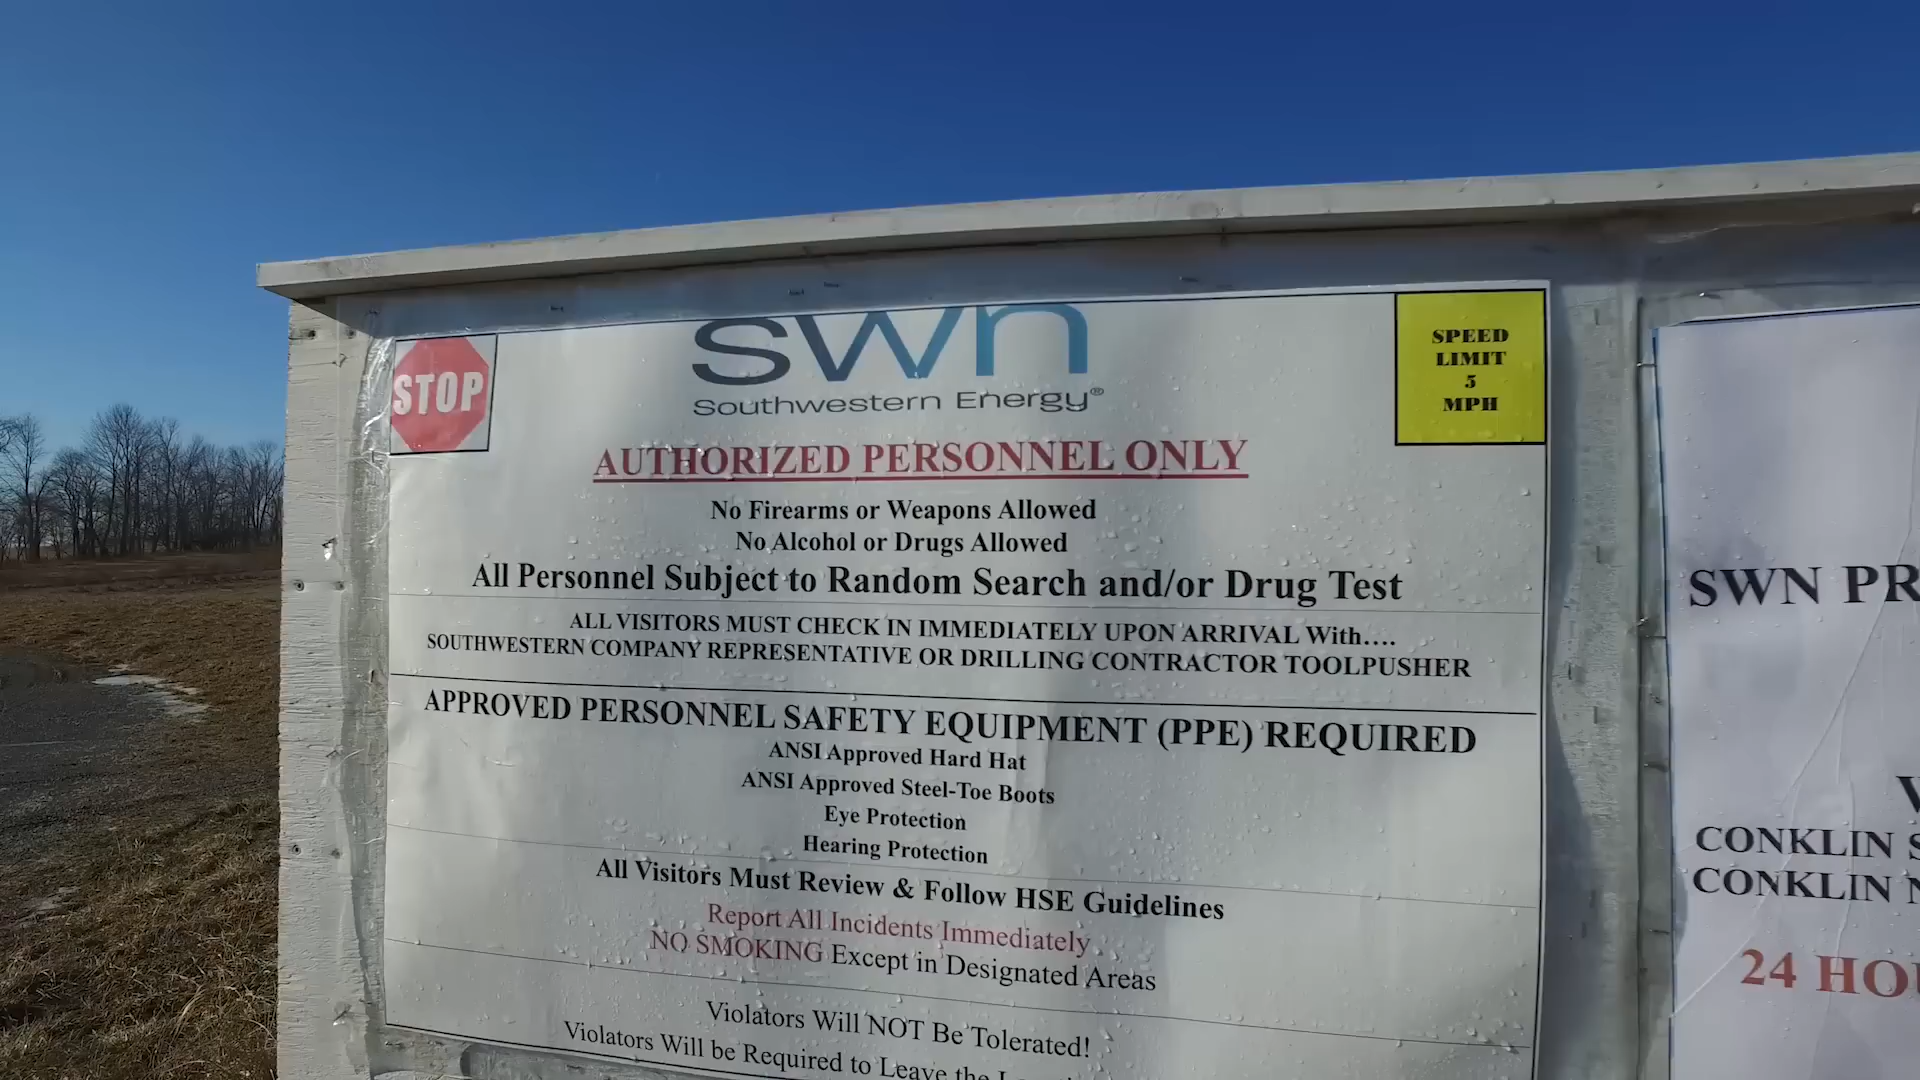 STOP
swn
Southwestern Energy®
SPEED
LIMIT
5
MPH
AUTHORIZED PERSONNEL ONLY
No Firearms or Weapons Allowed
No Alcohol or Drugs Allowed
All Personnel Subject to Random Search and/or Drug Test
ALL VISITORS MUST CHECK IN IMMEDIATELY UPON ARRIVAL With….
SOUTHWESTERN COMPANY REPRESENTATIVE OR DRILLING CONTRACTOR TOOLPUSHER
APPROVED PERSONNEL SAFETY EQUIPMENT (PPE) REQUIRED
ANSI Approved Hard Hat
ANSI Approved Steel-Toe Boots
Eye Protection
Hearing Protection
All Visitors Must Review & Follow HSE Guidelines
Report All Incidents Immediately
NO SMOKING Except in Designated Areas
Violators Will NOT Be Tolerated!
Violators Will be Required to Leave the
SWN
CONKLIN
CONKLIN
24